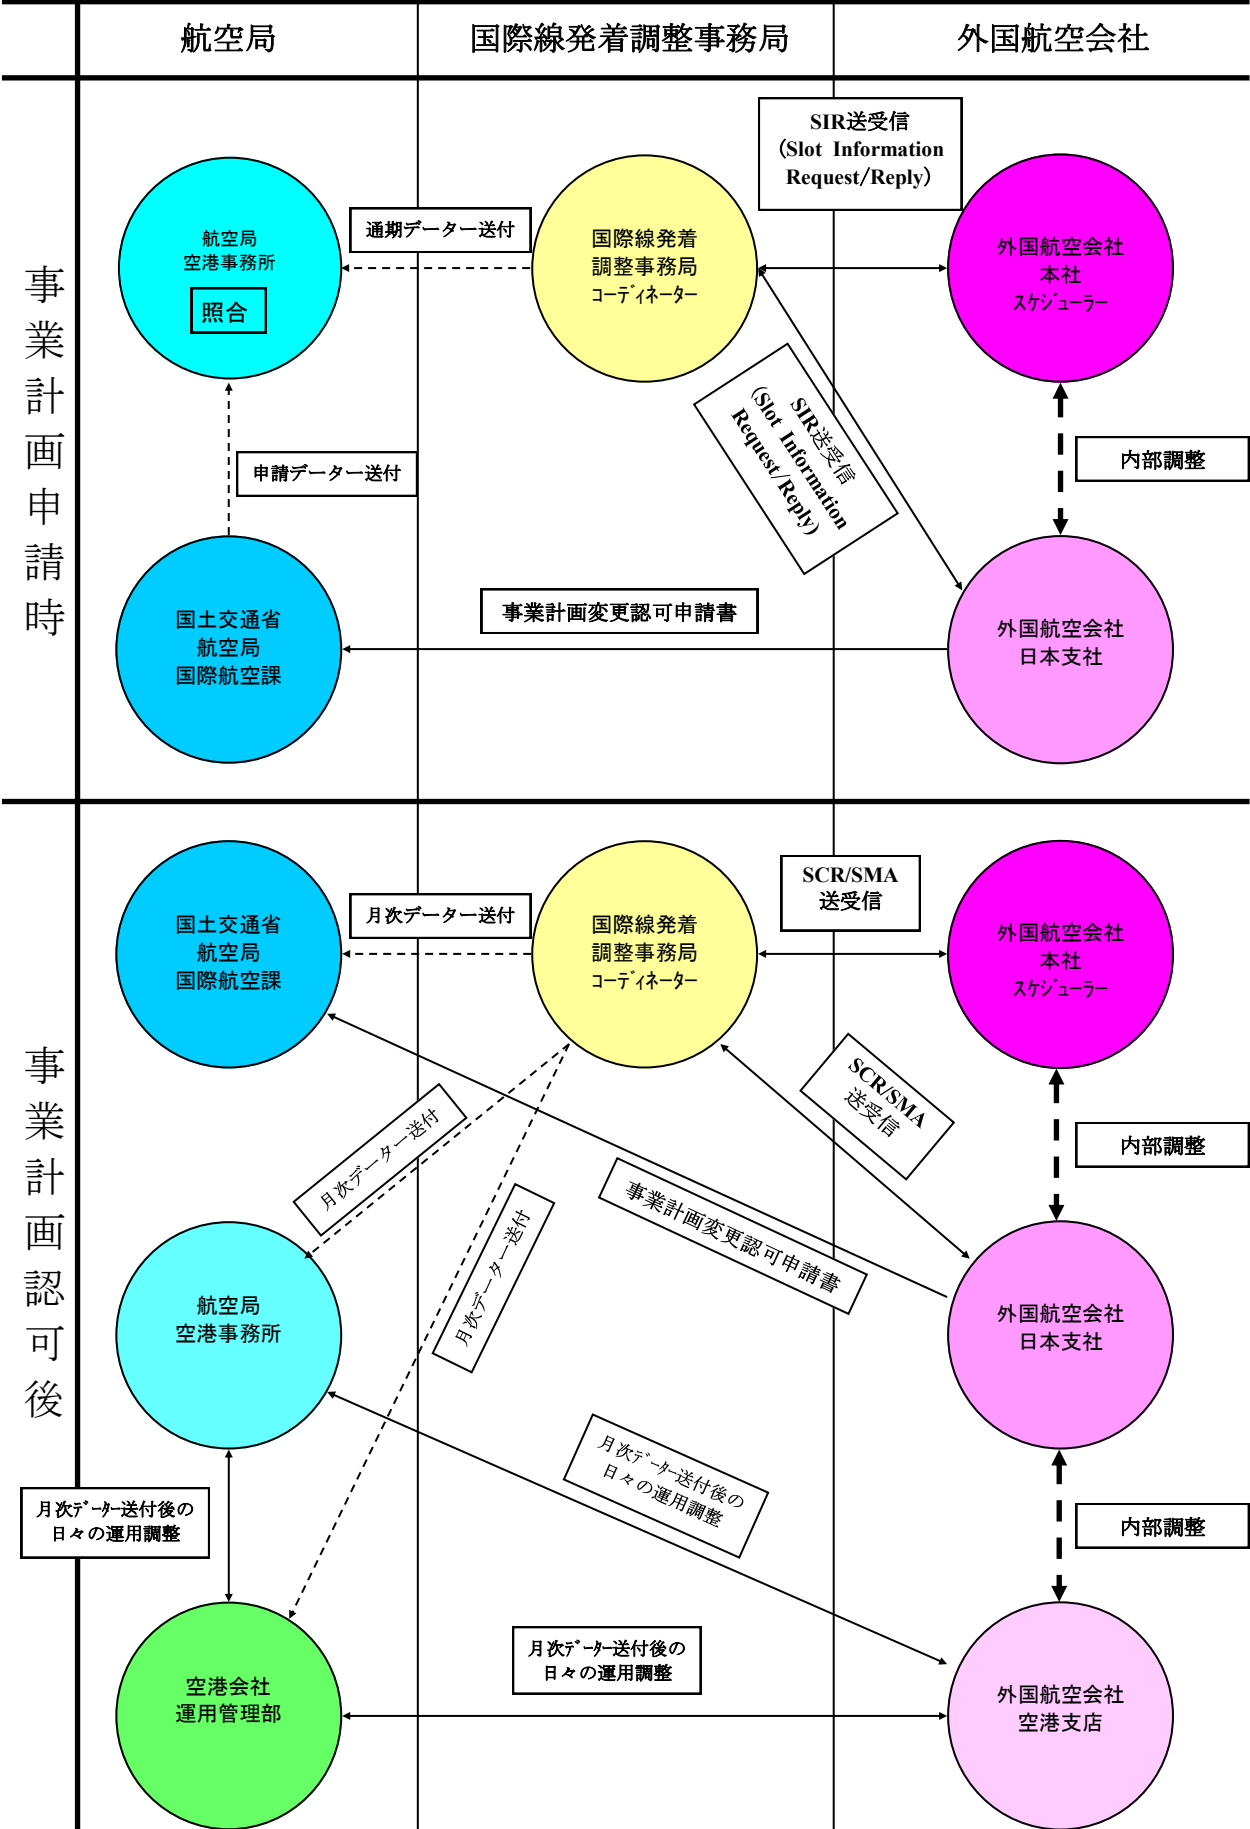 航空局
国際線発着調整事務局
外国航空会社
事業計画申請時
SIR送受信
(Slot Information
Request/Reply)
航空局
空港事務所
照合
通期データー送付
国際線発着
調整事務局
コーディネーター
外国航空会社
本社
スケジューラー
SIR送受信
(Slot Information
Request/Reply)
内部調整
申請データー送付
国土交通省
航空局
国際航空課
事業計画変更認可申請書
外国航空会社
日本支社
事業計画認可後
国土交通省
航空局
国際航空課
月次データー送付
国際線発着
調整事務局
コーディネーター
SCR/SMA
送受信
外国航空会社
本社
スケジューラー
SCR/SMA
送受信
内部調整
月次データー送付
月次データー送付
事業計画変更認可申請書
航空局
空港事務所
外国航空会社
日本支社
月次データー送付後の
日々の運用調整
月次データー送付後の
日々の運用調整
内部調整
空港会社
運用管理部
月次データー送付後の
日々の運用調整
外国航空会社
空港支店